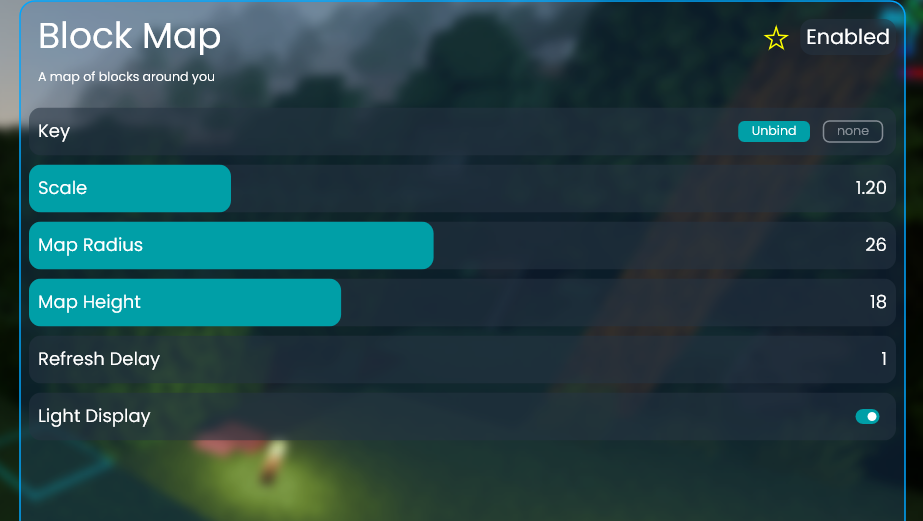 Block Map
Enabled
A map of blocks around you
Key
Unbind
none
Scale
1.20
Map Radius
26
Map Height
18
Refresh Delay
1
Light Display